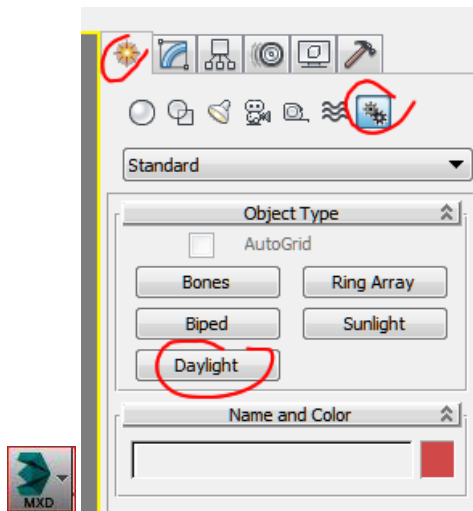 Standard
Object Type
AutoGrid
Bones Ring Array
Biped Sunlight
Daylight
Name and Color
MXD